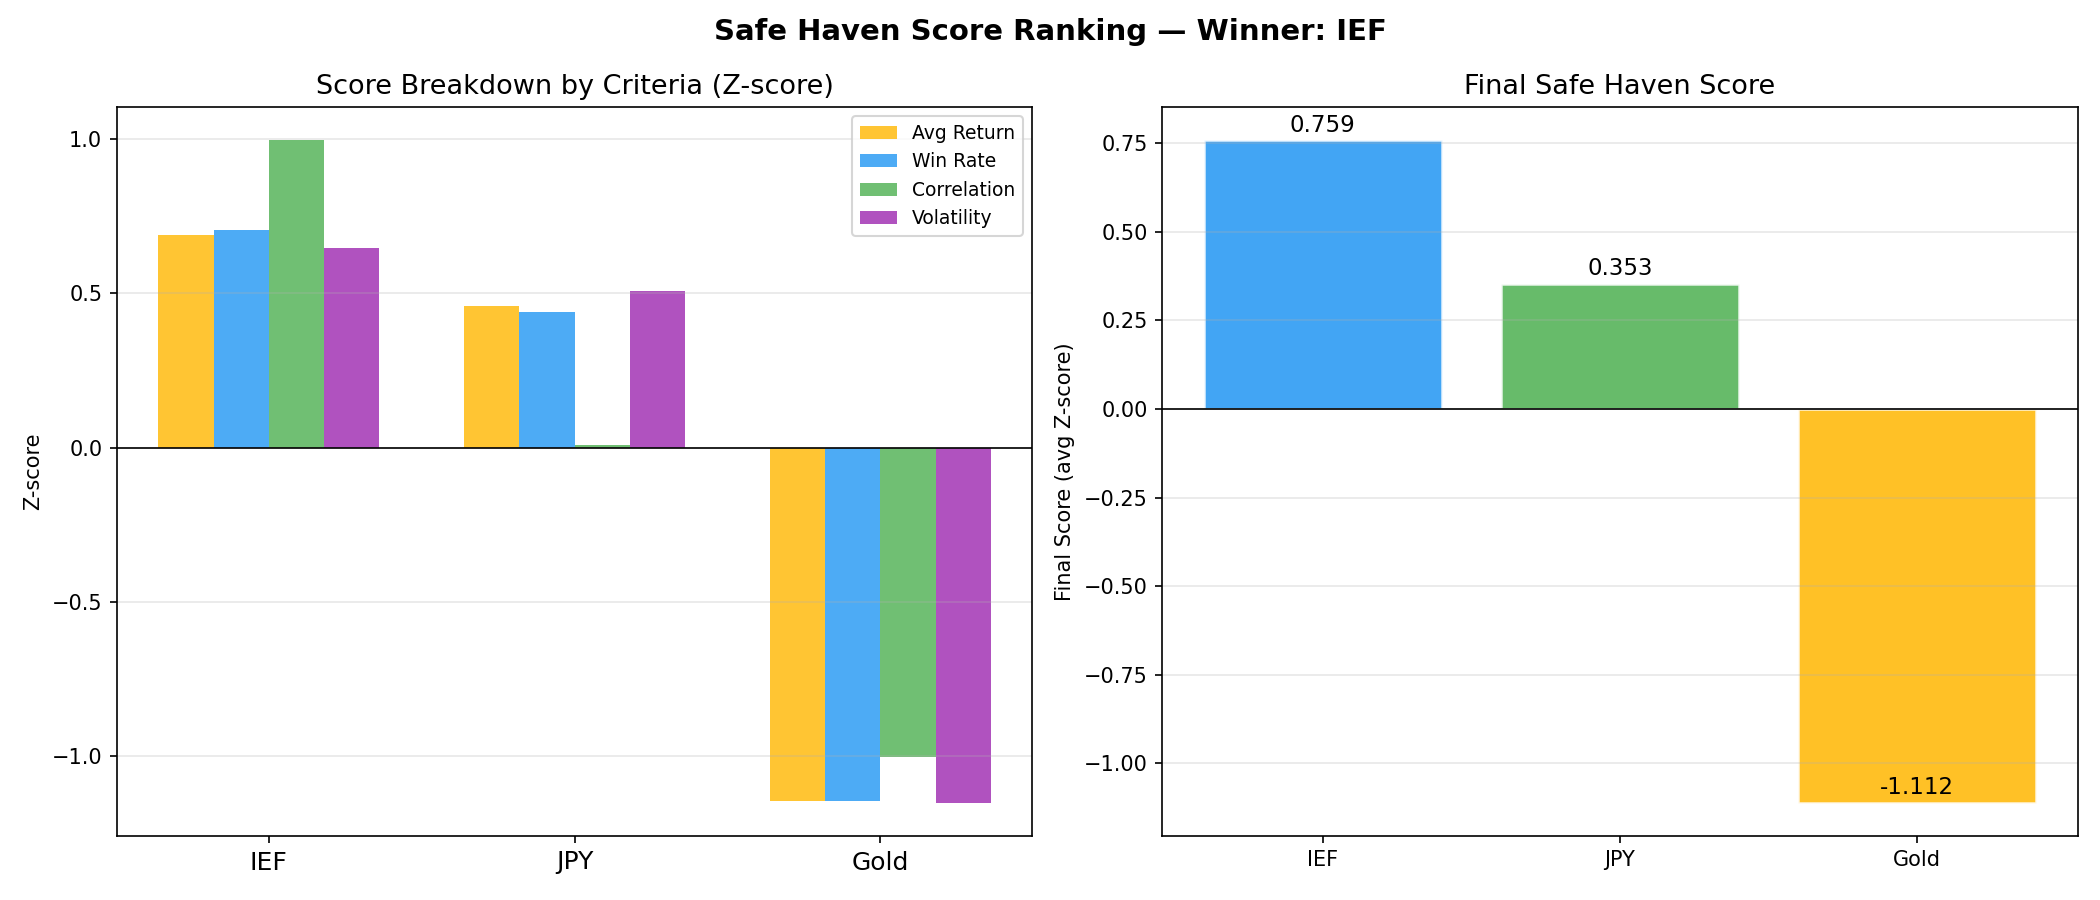 Safe Haven Score Ranking — Winner: IEF
Score Breakdown by Criteria (Z-score)
Avg Return
Win Rate
Correlation
Volatility
Z-score
1.0
0.5
0.0
−0.5
−1.0
IEF
JPY
Gold
Final Safe Haven Score
Final Score (avg Z-score)
0.75
0.50
0.25
0.00
−0.25
−0.50
−0.75
−1.00
0.759
0.353
-1.112
IEF
JPY
Gold